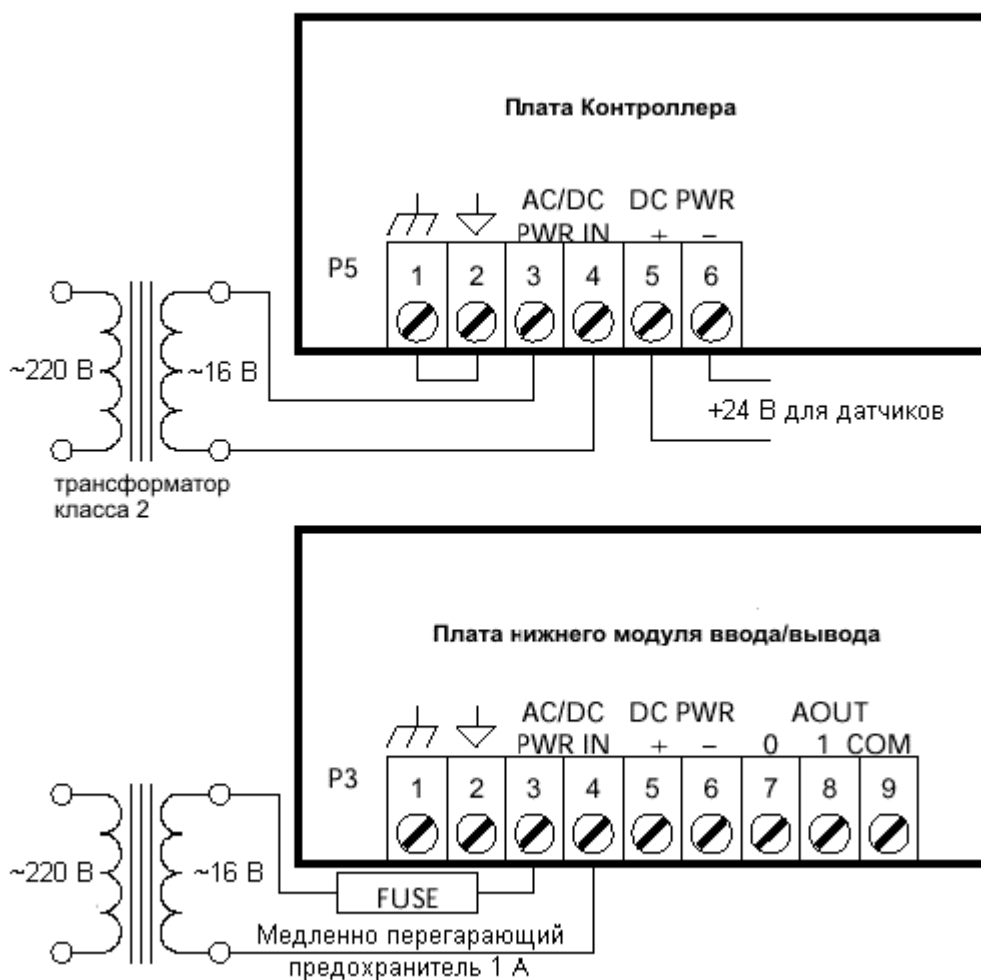 Плата Контроллера
AC/DC DC PWR
PWR IN + –
P5 1 2 3 4 5 6
~220 В ~16 В
+24 В для датчиков
трансформатор
класса 2
Плата нижнего модуля ввода/вывода
AC/DC DC PWR AOUT
PWR IN + – 0 1 COM
P3 1 2 3 4 5 6 7 8 9
~220 В ~16 В
FUSE
Медленно перегарающий
предохранитель 1 А